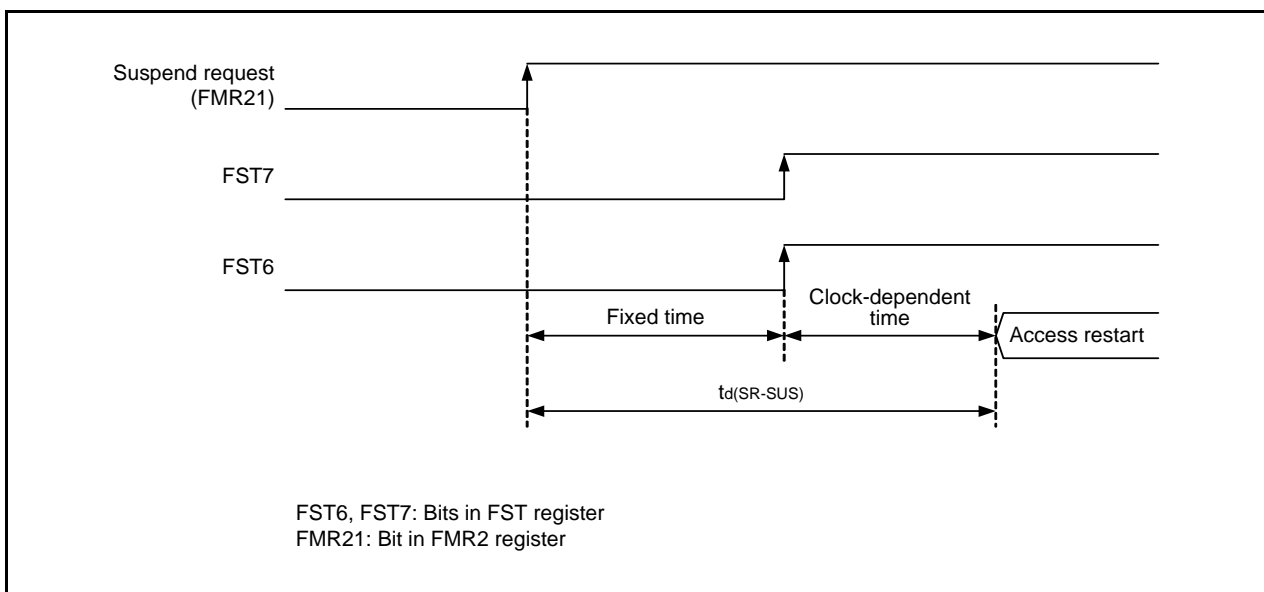 Suspend request
(FMR21)
FST7
FST6
Fixed time
Clock-dependent
time
Access restart
td(SR-SUS)
FST6, FST7: Bits in FST register
FMR21: Bit in FMR2 register